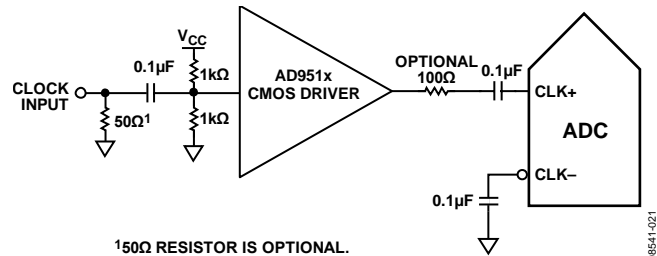 V_CC
OPTIONAL
100Ω
0.1µF
1kΩ
AD951x
CMOS DRIVER
0.1µF
CLOCK
INPUT
CLK+
50Ω¹
1kΩ
ADC
CLK–
0.1µF
¹50Ω RESISTOR IS OPTIONAL.
08541-021